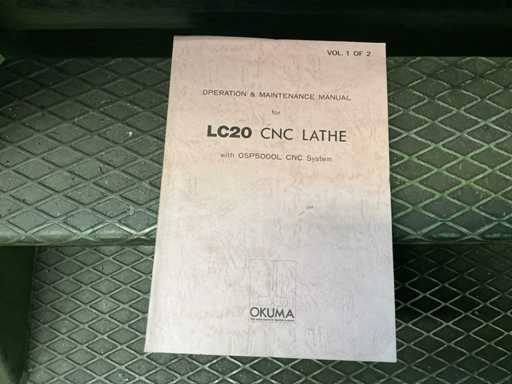 VOL. 1 OF 2
OPERATION & MAINTENANCE MANUAL
for
LC20 CNC LATHE
with OSP5000L CNC System
OKUMA